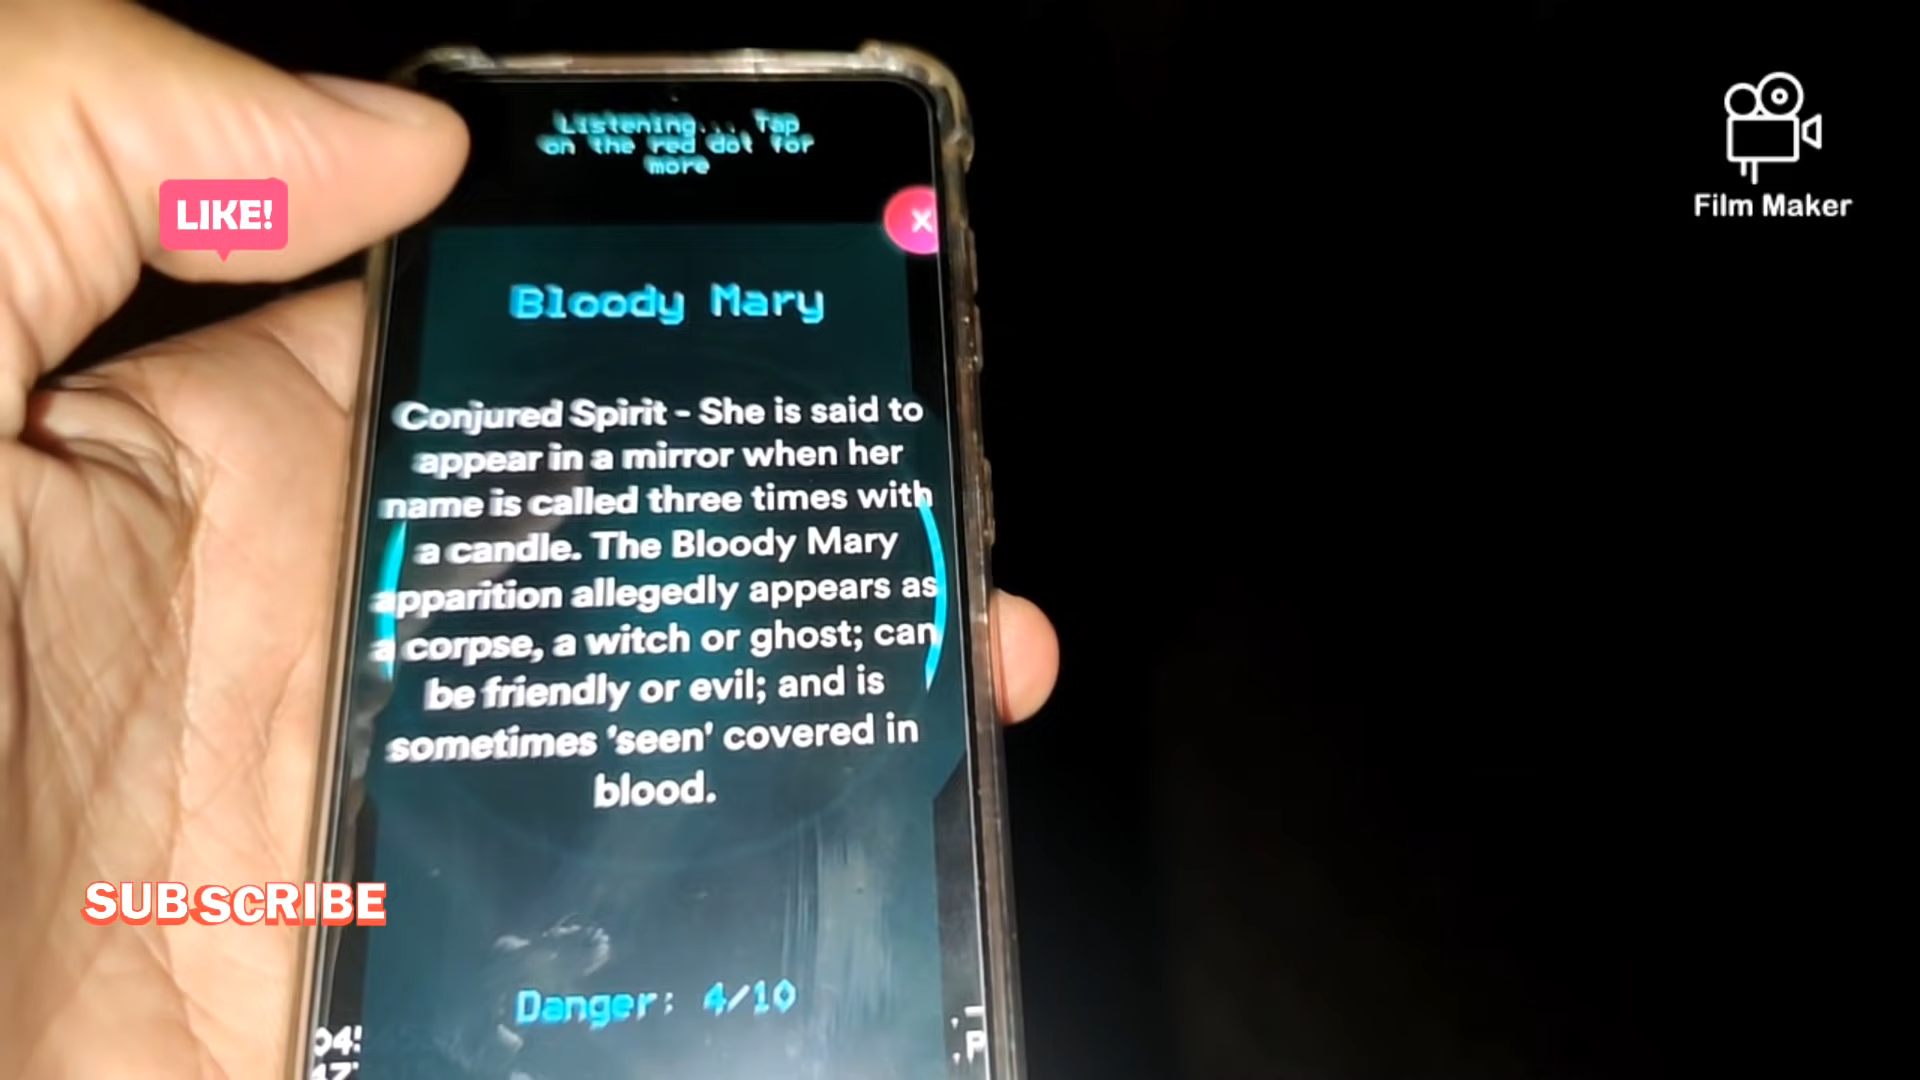 Listening... Tap
on the red dot for
more
LIKE!
Film Maker
Bloody Mary
Conjured Spirit - She is said to
appear in a mirror when her
name is called three times with
a candle. The Bloody Mary
apparition allegedly appears as
a corpse, a witch or ghost; can
be friendly or evil; and is
sometimes 'seen' covered in
blood.
SUBSCRIBE
Danger: 4/10